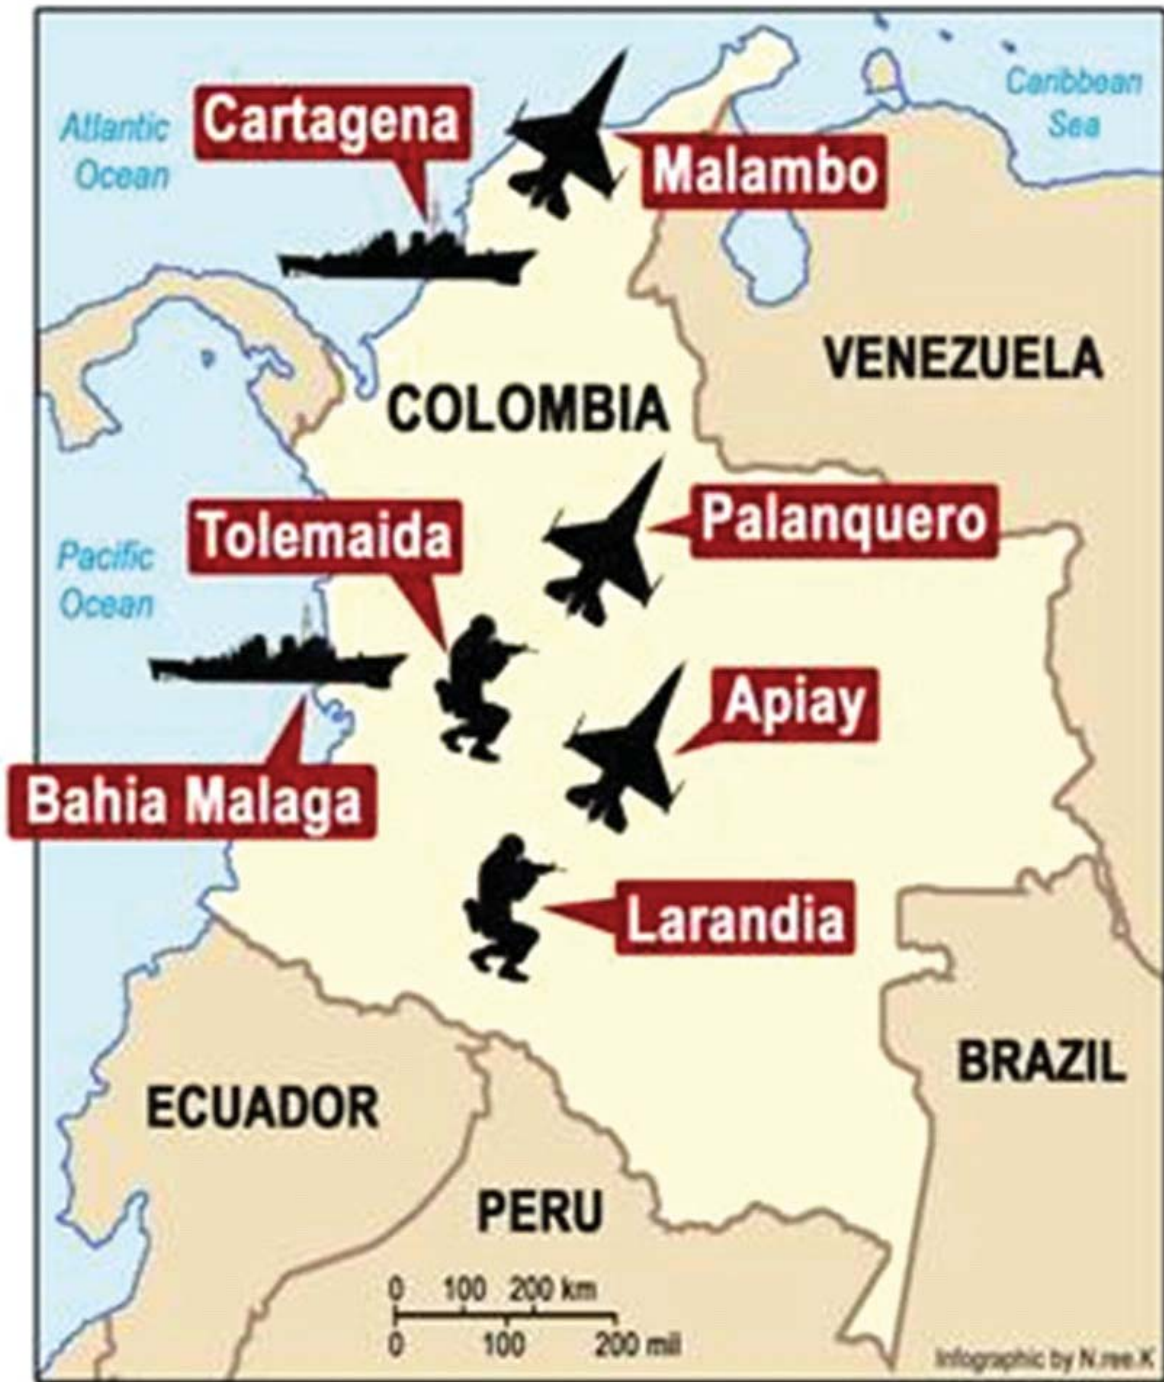 Caribbean
Sea
Atlantic
Ocean
Cartagena
Malambo
VENEZUELA
COLOMBIA
Palanquero
Tolemaida
Pacific
Ocean
Apiay
Bahia Malaga
Larandia
BRAZIL
ECUADOR
PERU
0 100 200 km
0 100 200 mil
Infographic by N.ree.K